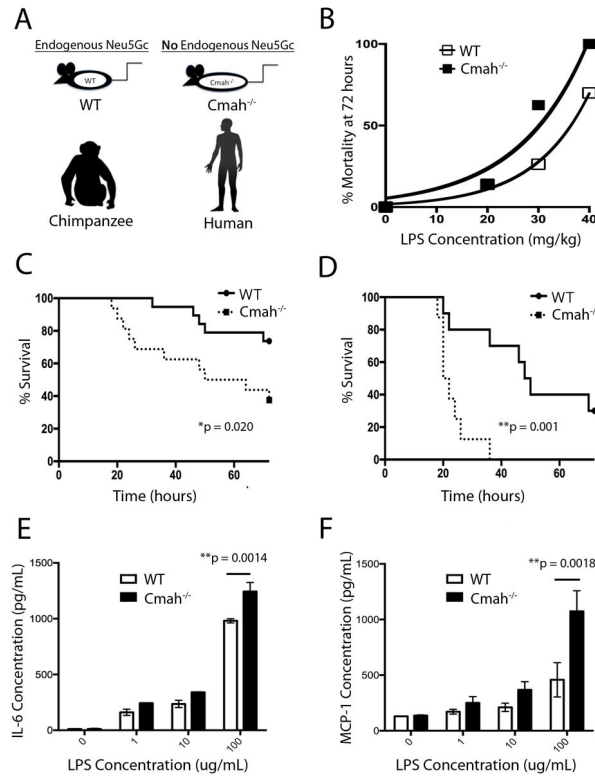 A
Endogenous Neu5Gc
No Endogenous Neu5Gc
WT
Cmah-/-
WT
Cmah-/-
Chimpanzee
Human
B
WT
Cmah-/-
% Mortality at 72 hours
100
50
0
0
10
20
30
40
LPS Concentration (mg/kg)
C
WT
Cmah-/-
% Survival
100
80
60
40
20
0
*p = 0.020
0
20
40
60
Time (hours)
D
WT
Cmah-/-
% Survival
100
80
60
40
20
0
**p = 0.001
0
20
40
60
Time (hours)
E
**p = 0.0014
WT
Cmah-/-
IL-6 Concentration (pg/mL)
1500
1000
500
0
0
1
10
100
LPS Concentration (ug/mL)
F
**p = 0.0018
WT
Cmah-/-
MCP-1 Concentration (pg/mL)
1500
1000
500
0
0
1
10
100
LPS Concentration (ug/mL)